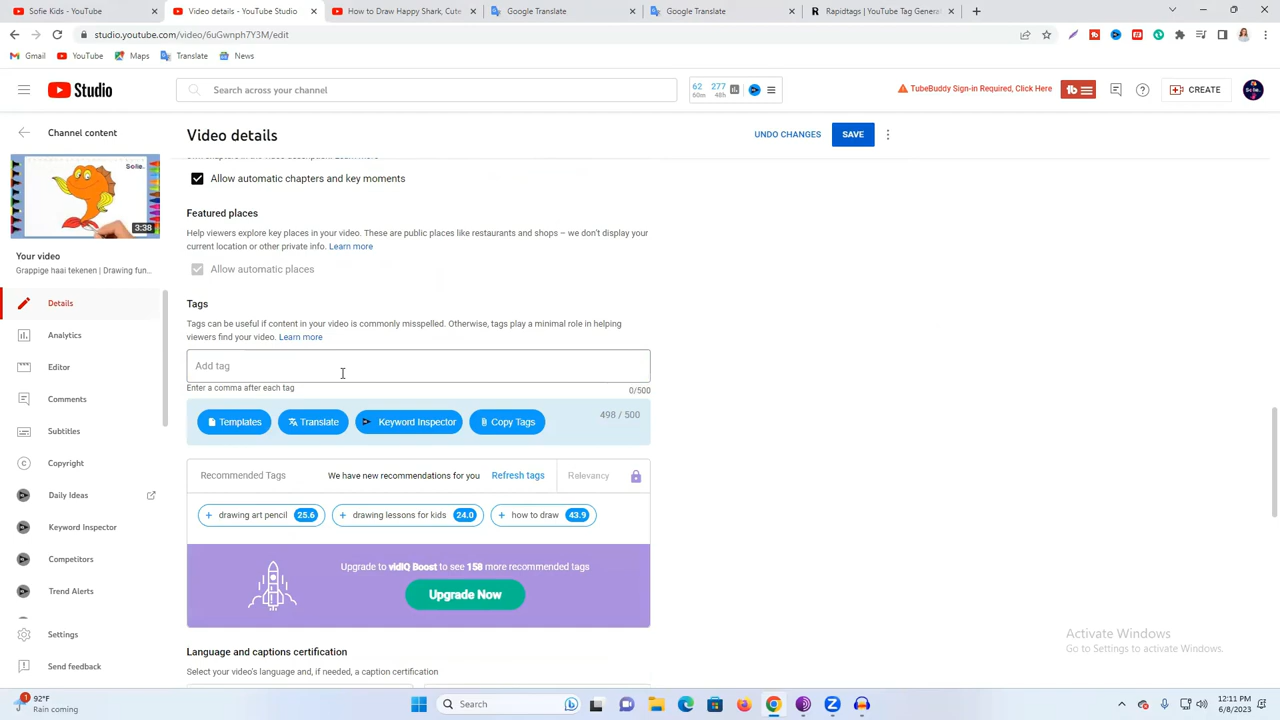 Sofie Kids - YouTube
Video details - YouTube Studio
How to Draw Happy Shark, Cute
Google Translate
Google Translate
Rapidtags | YouTube Tag Generat
studio.youtube.com/video/6uGwnph7Y3M/edit
Gmail
YouTube
Maps
Translate
News
Studio
Search across your channel
62
60m
277
48h
TubeBuddy Sign-in Required, Click Here
tb
CREATE
Channel content
Video details
UNDO CHANGES
SAVE
Sofie.
3:38
Your video
Grappige haai tekenen | Drawing fun...
Details
Analytics
Editor
Comments
Subtitles
Copyright
Daily Ideas
Keyword Inspector
Competitors
Trend Alerts
Settings
Send feedback
Allow automatic chapters and key moments
Featured places
Help viewers explore key places in your video. These are public places like restaurants and shops – we don't display your
current location or other private info. Learn more
Allow automatic places
Tags
Tags can be useful if content in your video is commonly misspelled. Otherwise, tags play a minimal role in helping
viewers find your video. Learn more
Add tag
Enter a comma after each tag
0/500
Templates
Translate
Keyword Inspector
Copy Tags
498 / 500
Recommended Tags
We have new recommendations for you
Refresh tags
Relevancy
+ drawing art pencil 25.6
+ drawing lessons for kids 24.0
+ how to draw 43.9
Upgrade to vidIQ Boost to see 158 more recommended tags
Upgrade Now
Language and captions certification
Select your video's language and, if needed, a caption certification
Activate Windows
Go to Settings to activate Windows.
1
92°F
Rain coming
Search
12:11 PM
6/8/2023